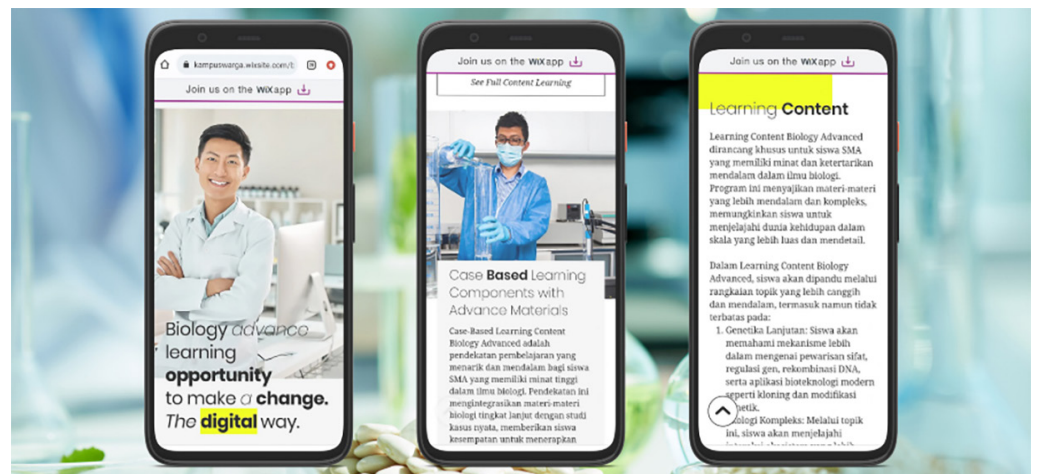 kampuswarga.wixsite.com/b
Join us on the WiX app
Biology advance
learning
opportunity
to make a change.
The digital way.
Join us on the WiX app
See Full Content Learning
Case Based Learning
Components with
Advance Materials
Case-Based Learning Content
Biology Advanced adalah
pendekatan pembelajaran yang
menarik dan mendalam bagi siswa
SMA yang memiliki minat tinggi
dalam ilmu biologi. Pendekatan ini
mengintegrasikan materi-materi
biologi tingkat lanjut dengan studi
kasus nyata, memberikan siswa
kesempatan untuk menerapkan
Join us on the WiX app
Learning Content
Learning Content Biology Advanced
dirancang khusus untuk siswa SMA
yang memiliki minat dan ketertarikan
mendalam dalam ilmu biologi.
Program ini menyajikan materi-materi
yang lebih mendalam dan kompleks,
memungkinkan siswa untuk
menjelajahi dunia kehidupan dalam
skala yang lebih luas dan mendetail.
Dalam Learning Content Biology
Advanced, siswa akan dipandu melalui
rangkaian topik yang lebih canggih
dan mendalam, termasuk namun tidak
terbatas pada:
1. Genetika Lanjutan: Siswa akan
memahami mekanisme lebih
dalam mengenai pewarisan sifat,
regulasi gen, rekombinasi DNA,
serta aplikasi bioteknologi modern
seperti kloning dan modifikasi
netik.
ologi Kompleks: Melalui topik
ini, siswa akan menjelajahi